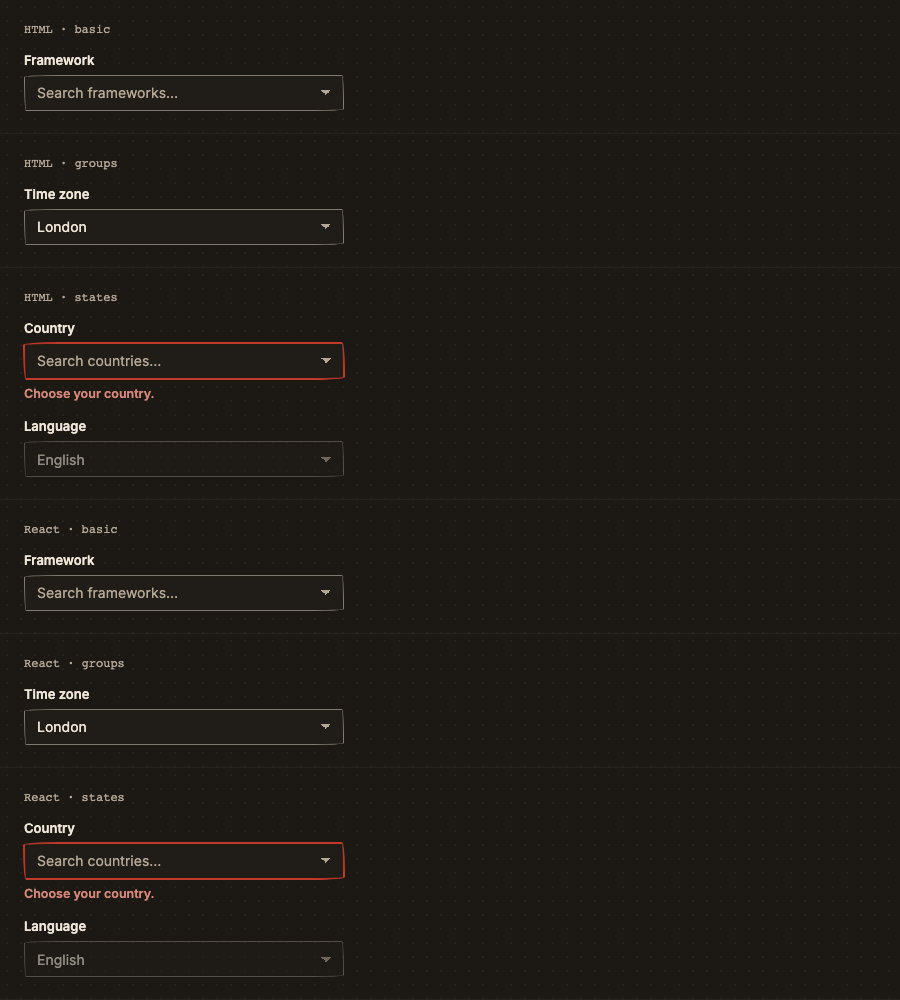 HTML · basic
Framework
Search frameworks...
HTML · groups
Time zone
London
HTML · states
Country
Search countries...
Choose your country.
Language
English
React · basic
Framework
Search frameworks...
React · groups
Time zone
London
React · states
Country
Search countries...
Choose your country.
Language
English